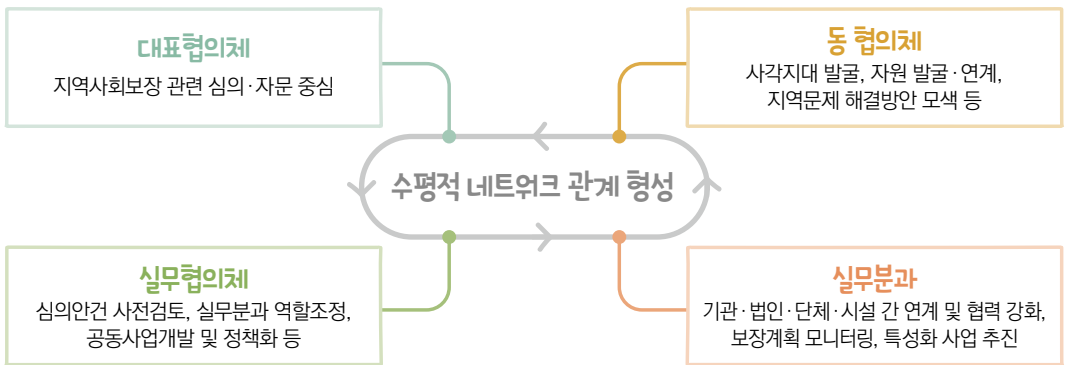 대표협의체
지역사회보장 관련 심의·자문 중심
동 협의체
사각지대 발굴, 자원 발굴·연계,
지역문제 해결방안 모색 등
수평적 네트워크 관계 형성
실무협의체
심의안건 사전검토, 실무분과 역할조정,
공동사업개발 및 정책화 등
실무분과
기관·법인·단체·시설 간 연계 및 협력 강화,
보장계획 모니터링, 특성화 사업 추진